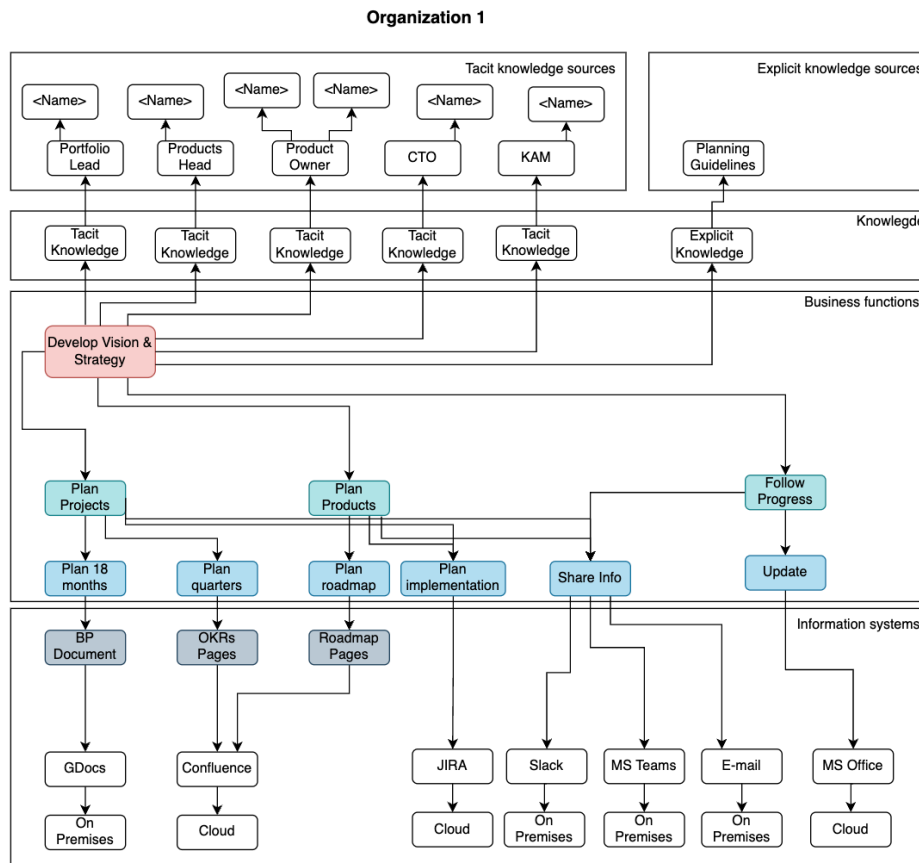 Organization 1
Tacit knowledge sources
Explicit knowledge sources
<Name>
<Name>
<Name>
<Name>
<Name>
<Name>
Portfolio
Lead
Products
Head
Product
Owner
CTO
KAM
Planning
Guidelines
Knowlegde
Tacit
Knowledge
Tacit
Knowledge
Tacit
Knowledge
Tacit
Knowledge
Tacit
Knowledge
Explicit
Knowledge
Business functions
Develop Vision &
Strategy
Plan
Projects
Plan
Products
Follow
Progress
Plan 18
months
Plan
quarters
Plan
roadmap
Plan
implementation
Share Info
Update
Information systems
BP
Document
OKRs
Pages
Roadmap
Pages
GDocs
Confluence
JIRA
Slack
MS Teams
E-mail
MS Office
On
Premises
Cloud
Cloud
On
Premises
On
Premises
On
Premises
Cloud